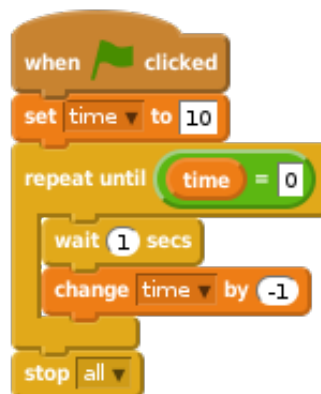 when clicked
set time ▼ to 10
repeat until time = 0
wait 1 secs
change time ▼ by -1
stop all ▼